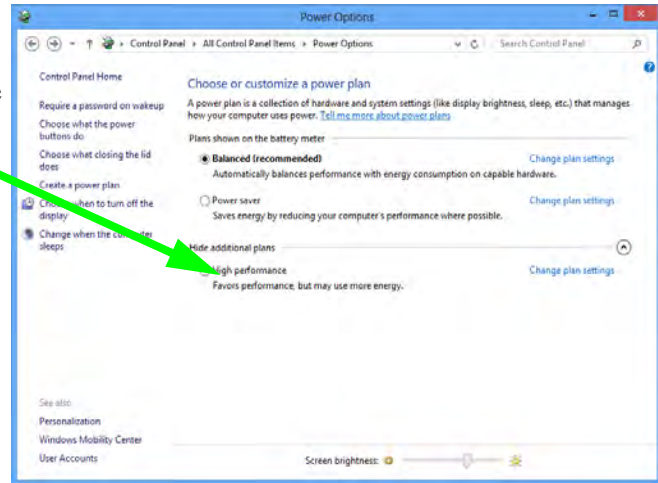 Power Options
Control Panel ▸ All Control Panel Items ▸ Power Options
Search Control Panel
Control Panel Home
Require a password on wakeup
Choose what the power
buttons do
Choose what closing the lid
does
Create a power plan
Choose when to turn off the
display
Change when the computer
sleeps
Choose or customize a power plan
A power plan is a collection of hardware and system settings (like display brightness, sleep, etc.) that manages
how your computer uses power. Tell me more about power plans
Plans shown on the battery meter
Balanced (recommended) Change plan settings
Automatically balances performance with energy consumption on capable hardware.
Power saver Change plan settings
Saves energy by reducing your computer's performance where possible.
Hide additional plans
High performance Change plan settings
Favors performance, but may use more energy.
See also
Personalization
Windows Mobility Center
User Accounts
Screen brightness: